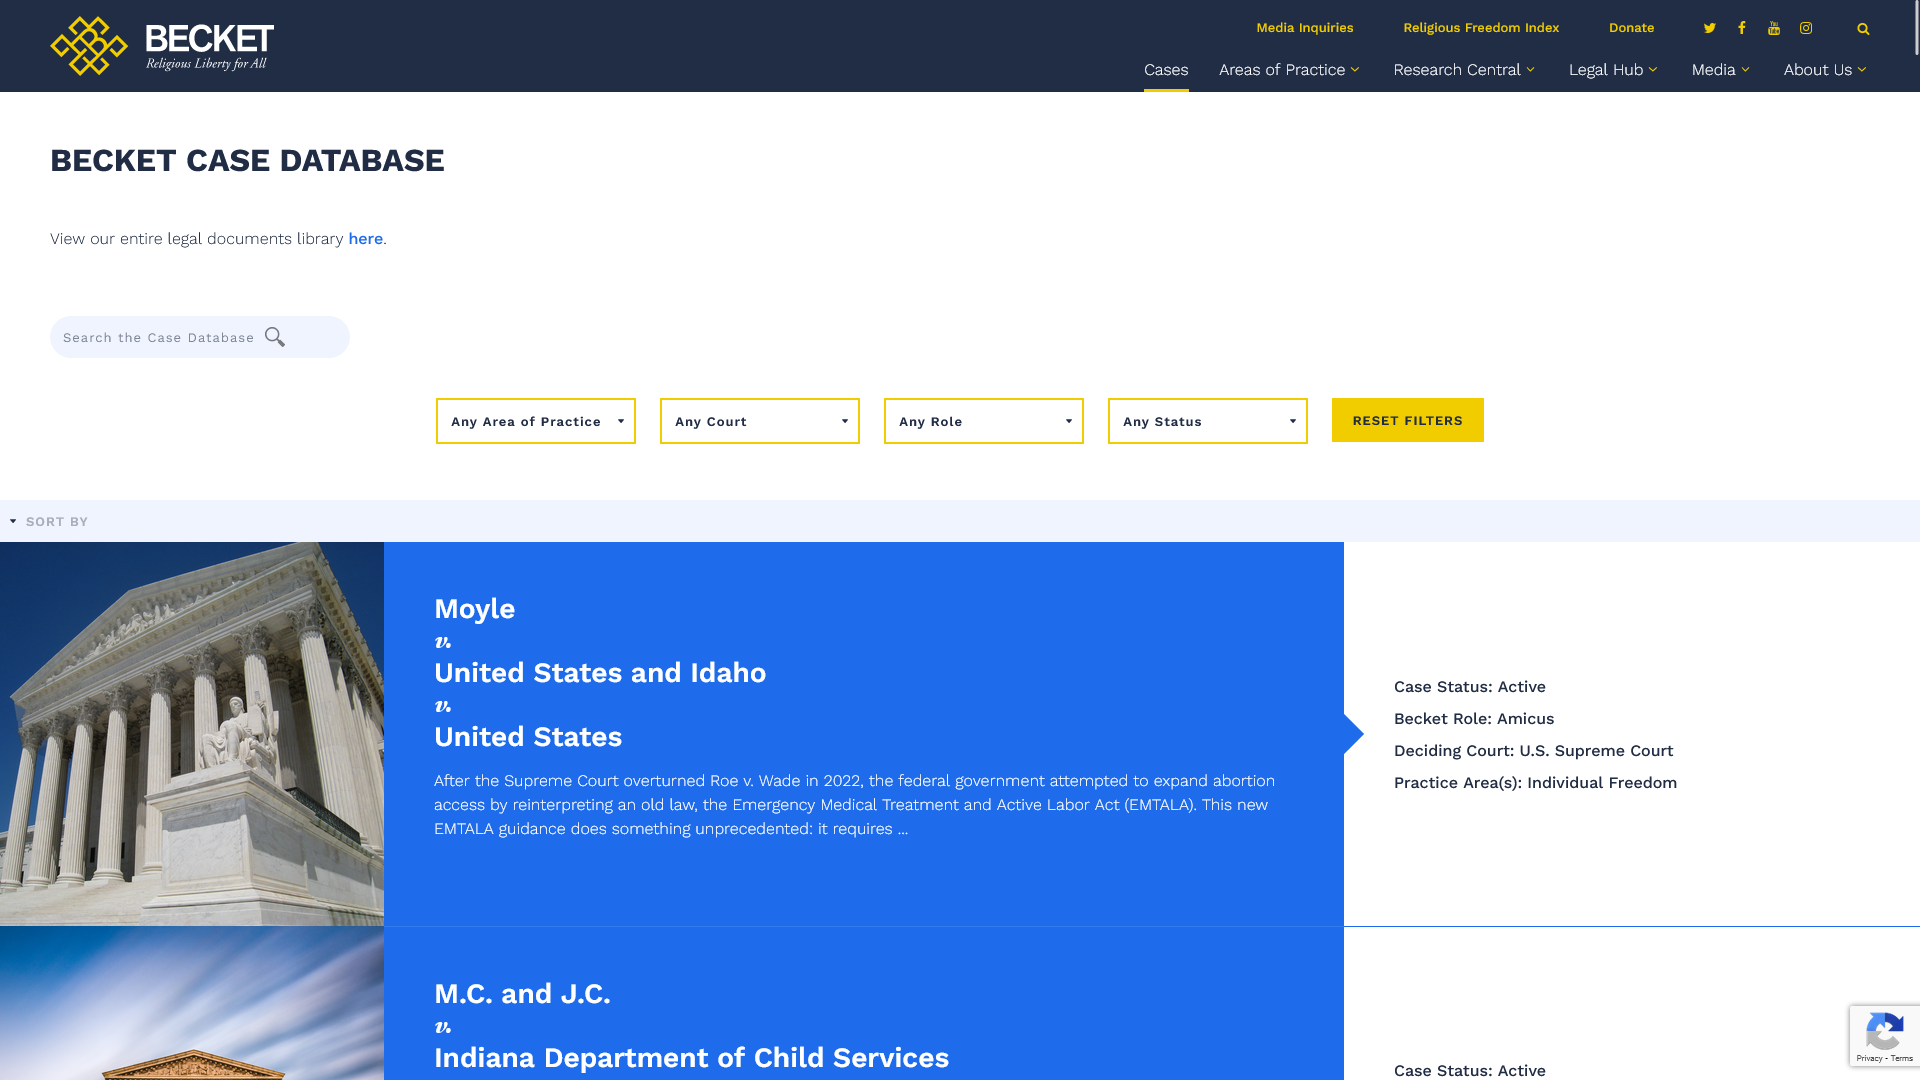 BECKET
Religious Liberty for All
Media Inquiries
Religious Freedom Index
Donate
You
Tube
Cases
Areas of Practice
Research Central
Legal Hub
Media
About Us
BECKET CASE DATABASE
View our entire legal documents library here.
Search the Case Database
Any Area of Practice
Any Court
Any Role
Any Status
RESET FILTERS
SORT BY
Moyle
v.
United States and Idaho
v.
United States
After the Supreme Court overturned Roe v. Wade in 2022, the federal government attempted to expand abortion
access by reinterpreting an old law, the Emergency Medical Treatment and Active Labor Act (EMTALA). This new
EMTALA guidance does something unprecedented: it requires ...
Case Status: Active
Becket Role: Amicus
Deciding Court: U.S. Supreme Court
Practice Area(s): Individual Freedom
M.C. and J.C.
v.
Indiana Department of Child Services
Case Status: Active
Privacy - Terms